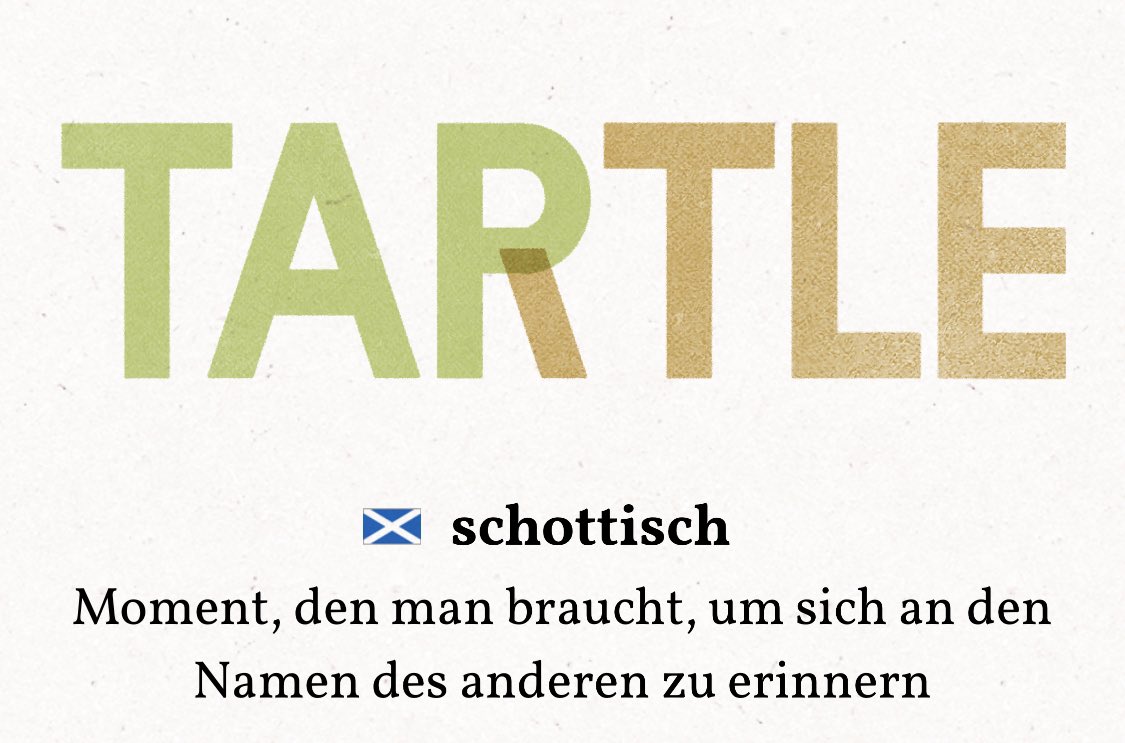 TARTLE
schottisch
Moment, den man braucht, um sich an den
Namen des anderen zu erinnern